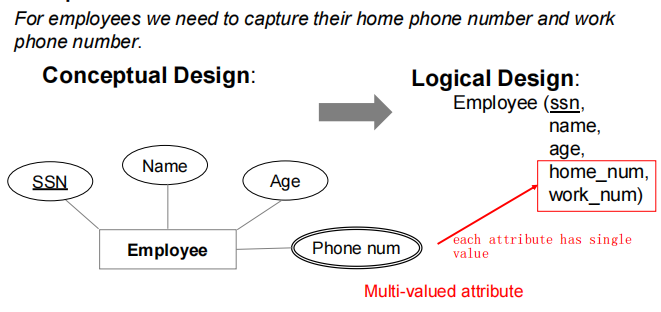 For employees we need to capture their home phone number and work
phone number.
Conceptual Design:
Logical Design:
Employee (ssn,
name,
age,
home_num,
work_num)
SSN
Name
Age
Employee
Phone num
each attribute has single
value
Multi-valued attribute